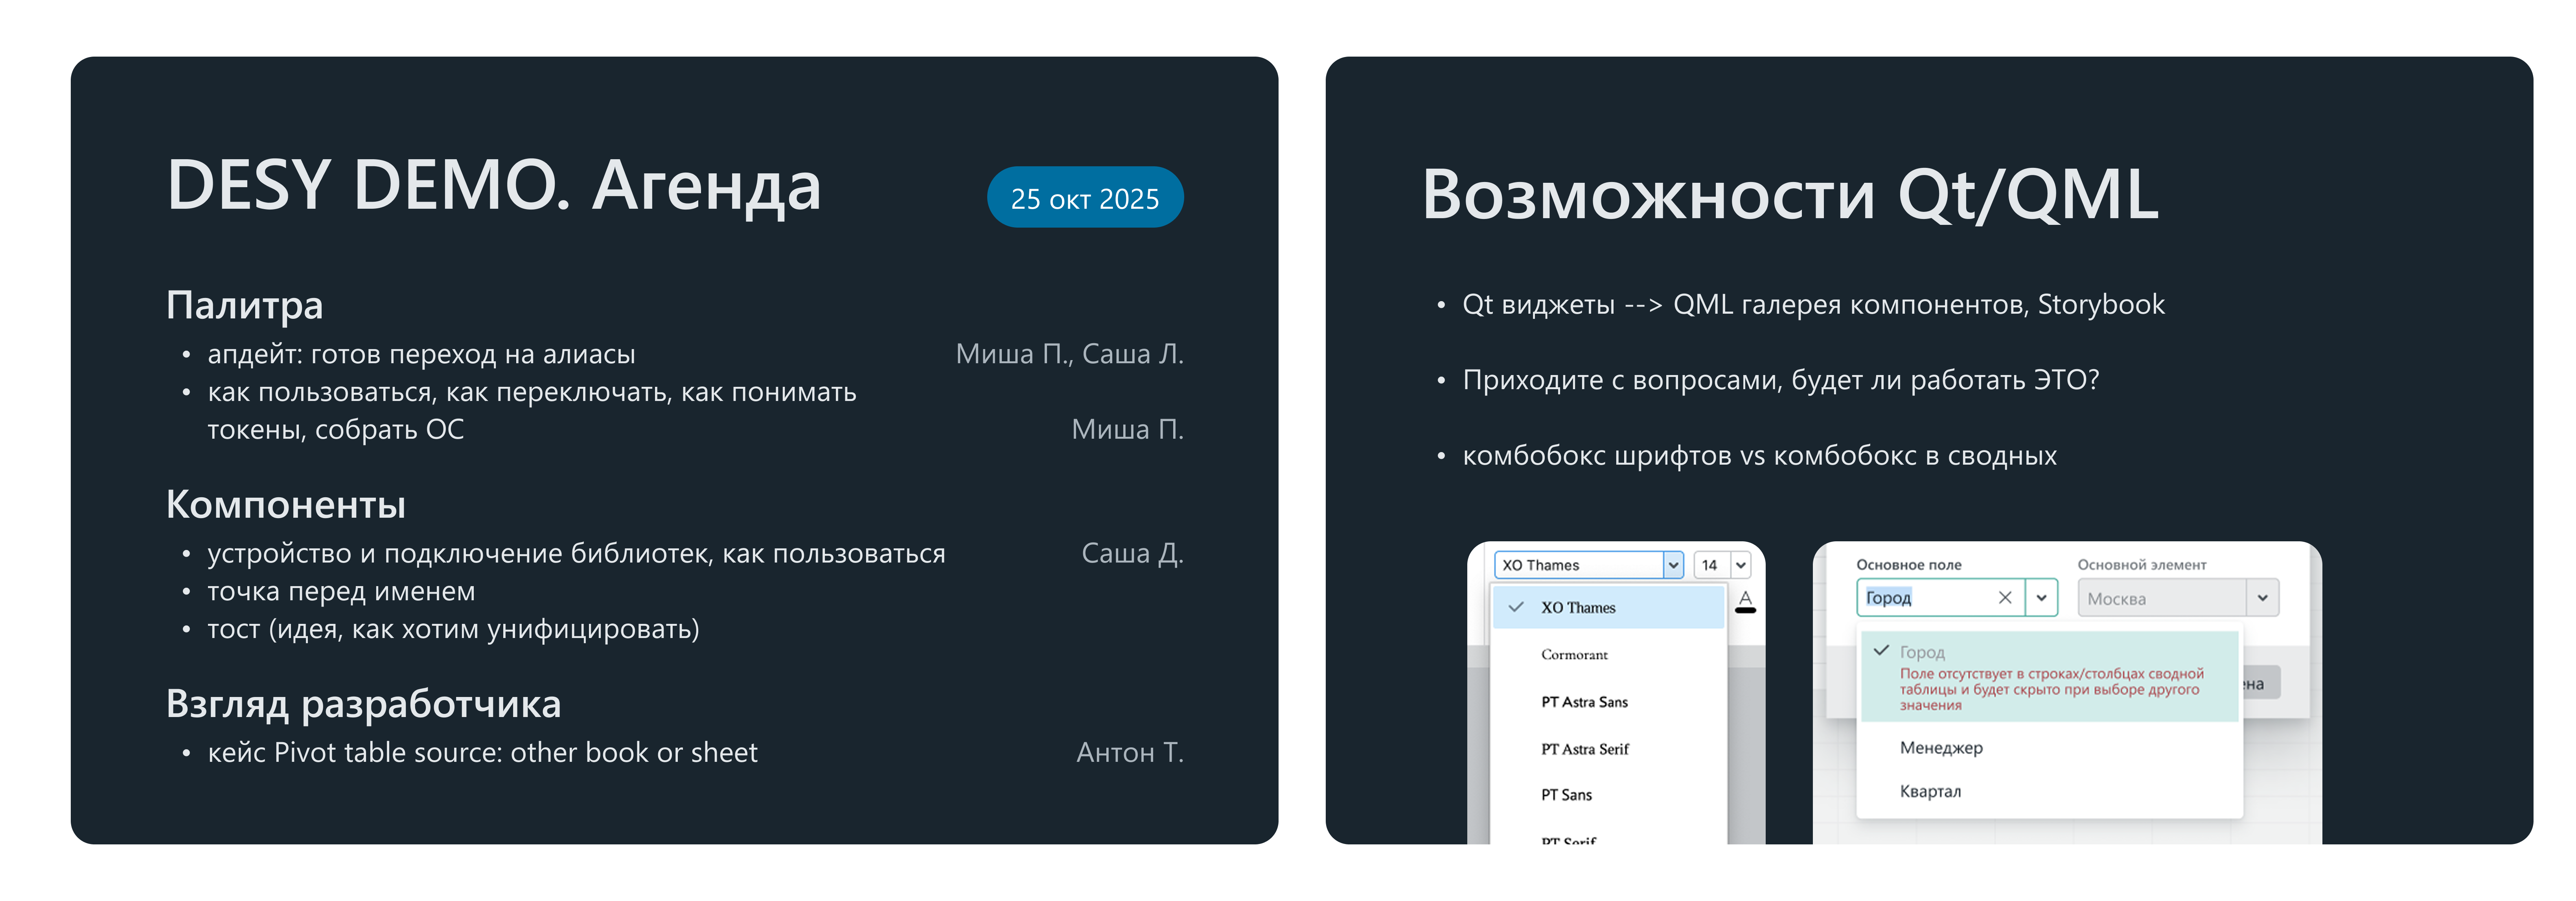 DESY DEMO. Агенда
25 окт 2025
Палитра
• апдейт: готов переход на алиасы Миша П., Саша Л.
• как пользоваться, как переключать, как понимать
токены, собрать ОС Миша П.
Компоненты
• устройство и подключение библиотек, как пользоваться Саша Д.
• точка перед именем
• тост (идея, как хотим унифицировать)
Взгляд разработчика
• кейс Pivot table source: other book or sheet Антон Т.
Возможности Qt/QML
• Qt виджеты --> QML галерея компонентов, Storybook
• Приходите с вопросами, будет ли работать ЭТО?
• комбобокс шрифтов vs комбобокс в сводных
XO Thames 14
A
XO Thames
Cormorant
PT Astra Sans
PT Astra Serif
PT Sans
PT Serif
Основное поле Основной элемент
Город Москва
Город
Поле отсутствует в строках/столбцах сводной
таблицы и будет скрыто при выборе другого
значения
ена
Менеджер
Квартал